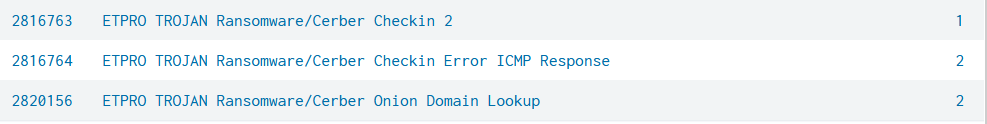 2816763 ETPRO TROJAN Ransomware/Cerber Checkin 2 1
2816764 ETPRO TROJAN Ransomware/Cerber Checkin Error ICMP Response 2
2820156 ETPRO TROJAN Ransomware/Cerber Onion Domain Lookup 2